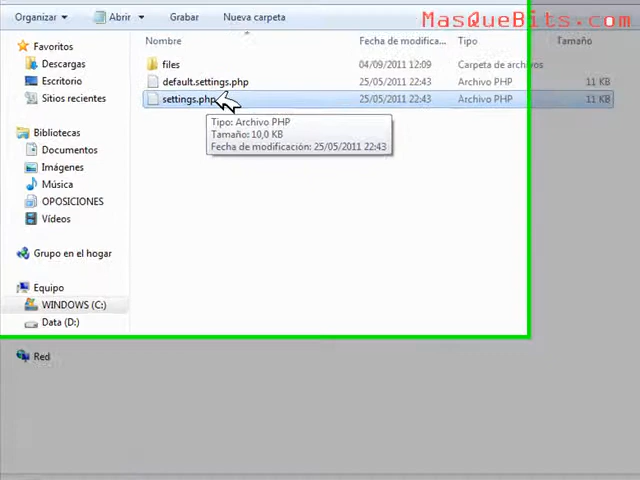 MasQueBits.com
Organizar Abrir Grabar Nueva carpeta
Nombre Fecha de modifica... Tipo Tamaño
files 04/09/2011 12:09 Carpeta de archivos
default.settings.php 25/05/2011 22:43 Archivo PHP 11 KB
settings.php 25/05/2011 22:43 Archivo PHP 11 KB
Tipo: Archivo PHP
Tamaño: 10,0 KB
Fecha de modificación: 25/05/2011 22:43
Favoritos
Descargas
Escritorio
Sitios recientes
Bibliotecas
Documentos
Imágenes
Música
OPOSICIONES
Vídeos
Grupo en el hogar
Equipo
WINDOWS (C:)
Data (D:)
Red